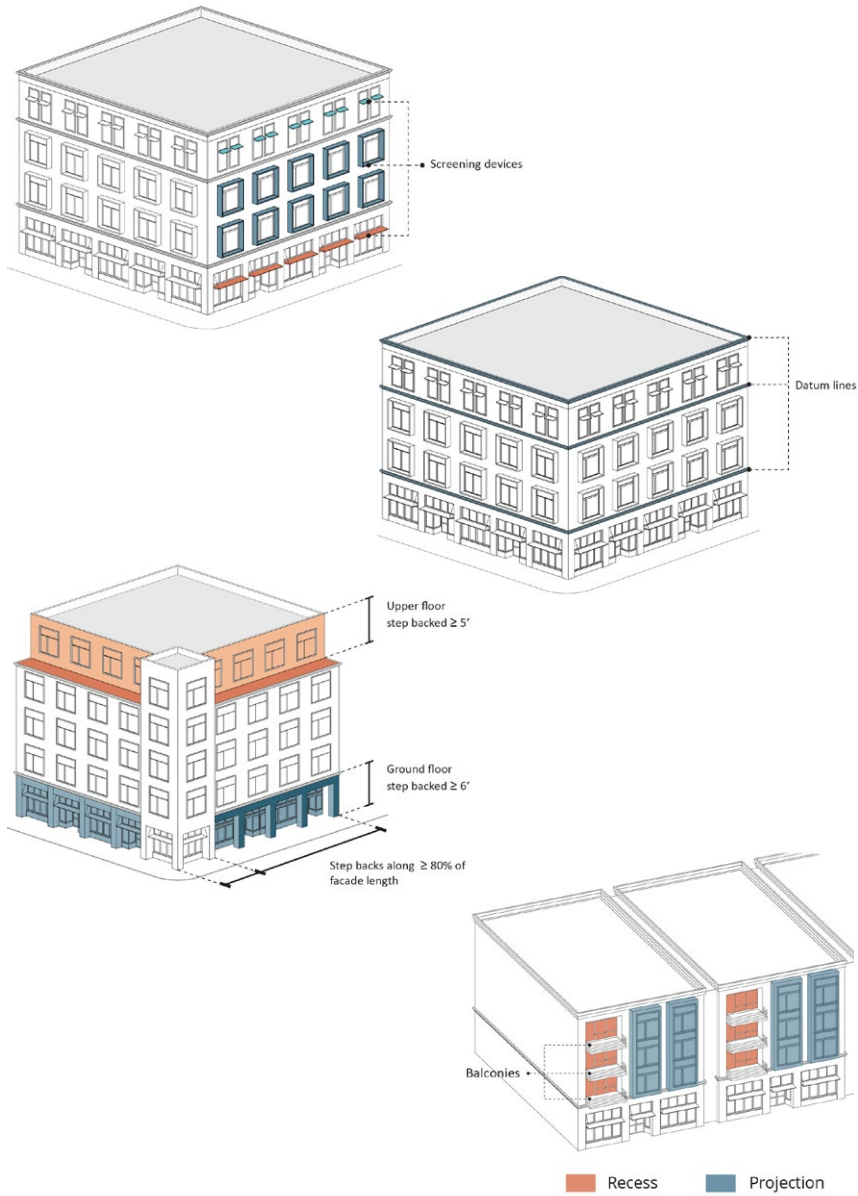 Screening devices
Datum lines
Upper floor
step backed ≥ 5'
Ground floor
step backed ≥ 6'
Step backs along ≥ 80% of
facade length
Balconies
Recess
Projection